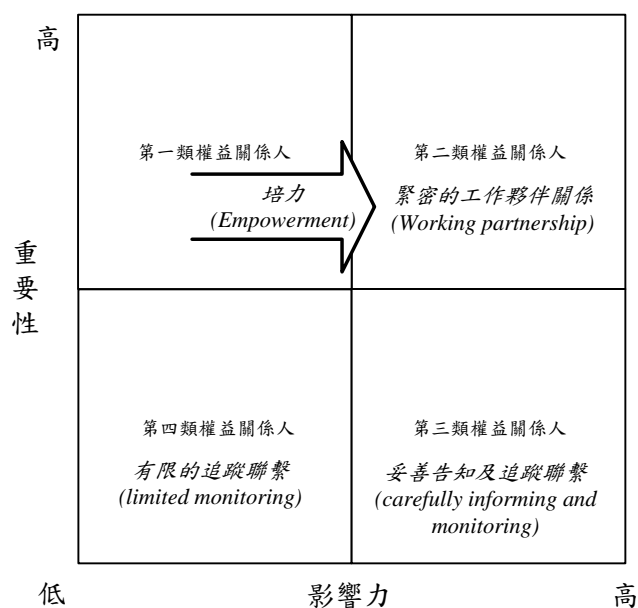 高
第一類權益關係人
培力
(Empowerment)
第二類權益關係人
緊密的工作夥伴關係
(Working partnership)
重
要
性
第四類權益關係人
有限的追蹤聯繫
(limited monitoring)
第三類權益關係人
妥善告知及追蹤聯繫
(carefully informing and
monitoring)
低
影響力
高